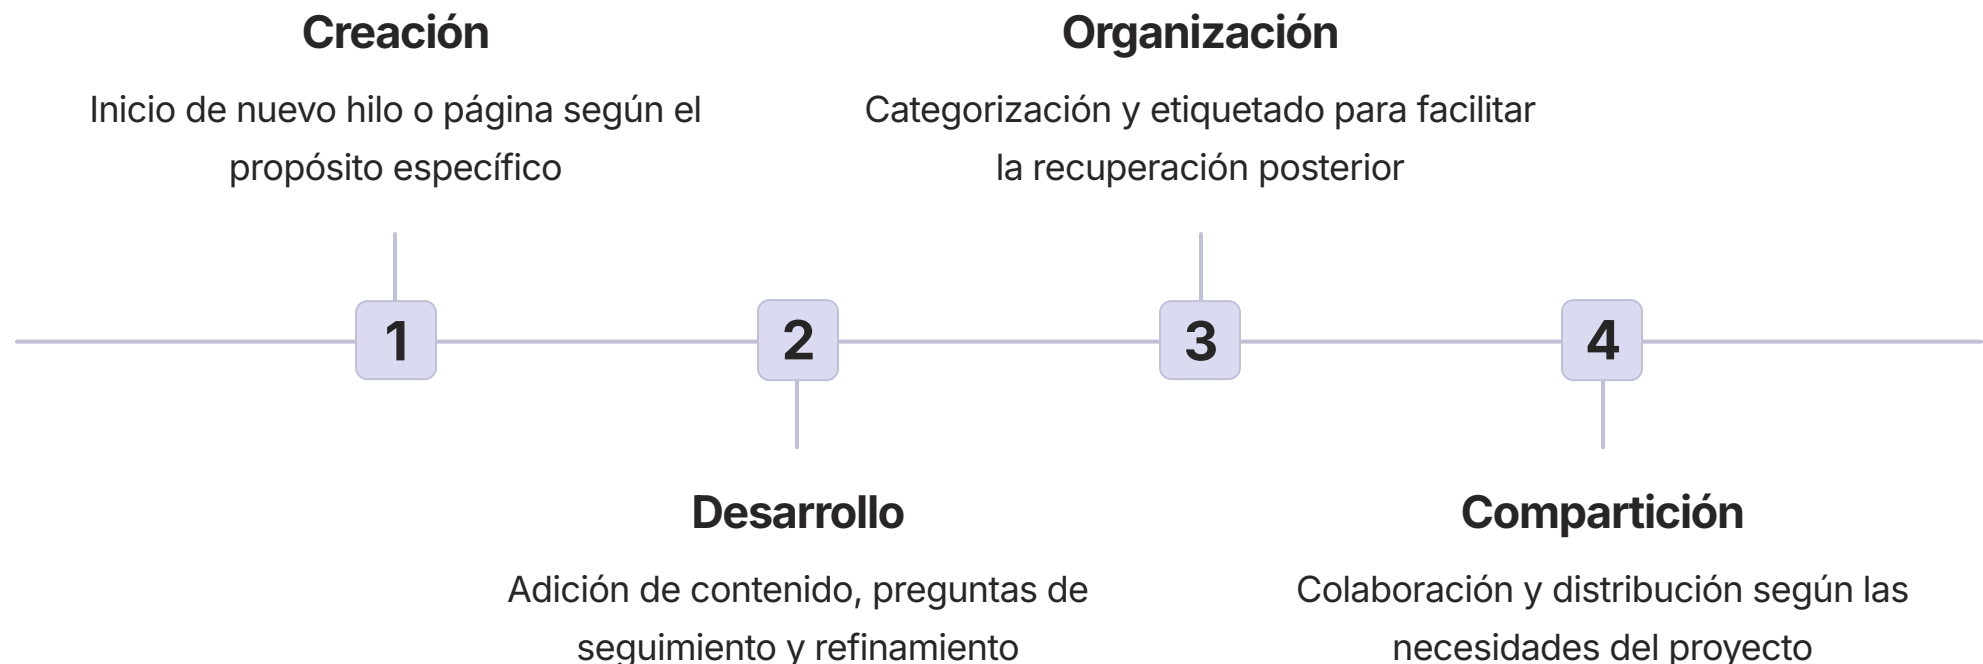 Creación
Inicio de nuevo hilo o página según el
propósito específico
Organización
Categorización y etiquetado para facilitar
la recuperación posterior
1
2
3
4
Desarrollo
Adición de contenido, preguntas de
seguimiento y refinamiento
Compartición
Colaboración y distribución según las
necesidades del proyecto